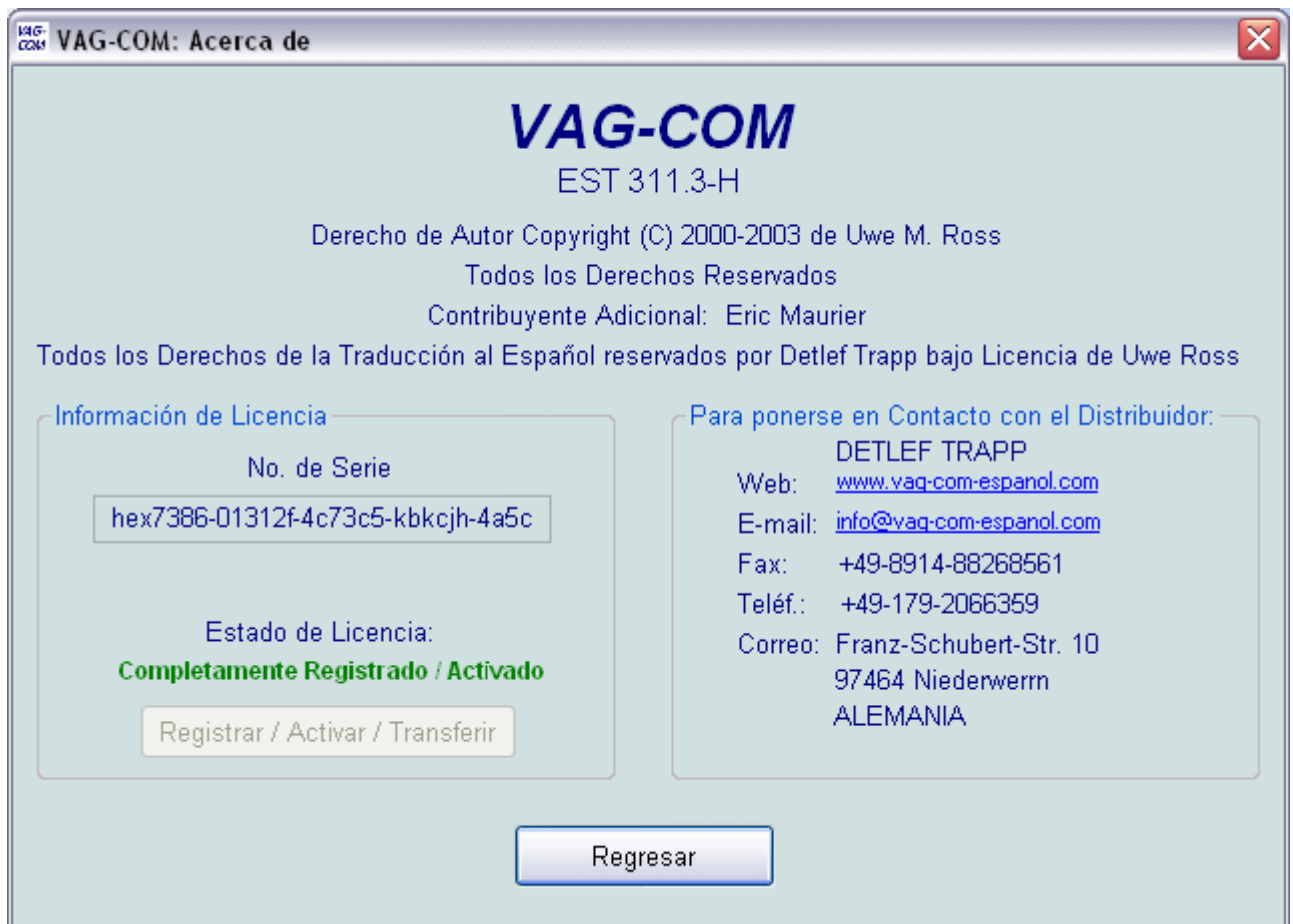 VAG-COM
VAG-COM: Acerca de
VAG-COM
EST 311.3-H
Derecho de Autor Copyright (C) 2000-2003 de Uwe M. Ross
Todos los Derechos Reservados
Contribuyente Adicional: Eric Maurier
Todos los Derechos de la Traducción al Español reservados por Detlef Trapp bajo Licencia de Uwe Ross
Información de Licencia
No. de Serie
hex7386-01312f-4c73c5-kbkcjh-4a5c
Estado de Licencia:
Completamente Registrado / Activado
Registrar / Activar / Transferir
Para ponerse en Contacto con el Distribuidor:
DETLEF TRAPP
Web: www.vag-com-espanol.com
E-mail: info@vag-com-espanol.com
Fax: +49-8914-88268561
Teléf.: +49-179-2066359
Correo: Franz-Schubert-Str. 10
97464 Niederwerrn
ALEMANIA
Regresar